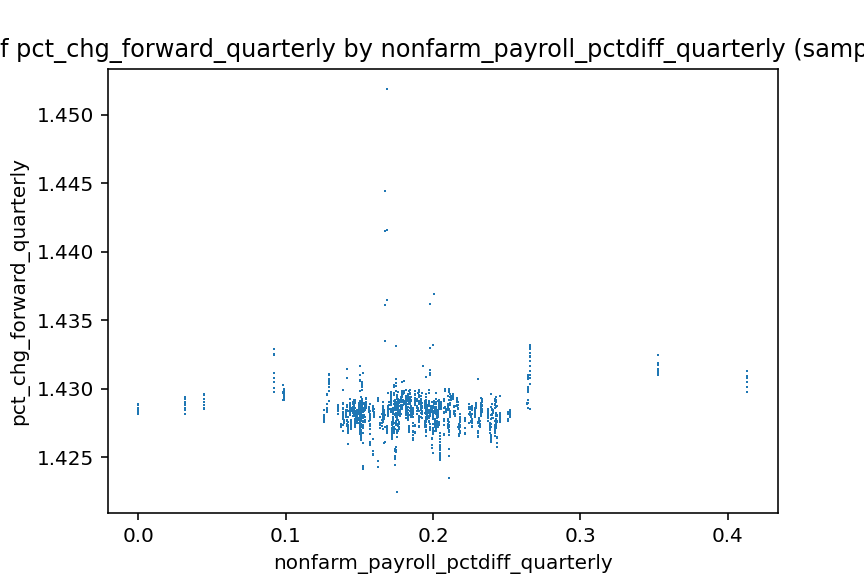 f pct_chg_forward_quarterly by nonfarm_payroll_pctdiff_quarterly (samp
1.450
1.445
1.440
1.435
1.430
1.425
pct_chg_forward_quarterly
0.0 0.1 0.2 0.3 0.4
nonfarm_payroll_pctdiff_quarterly